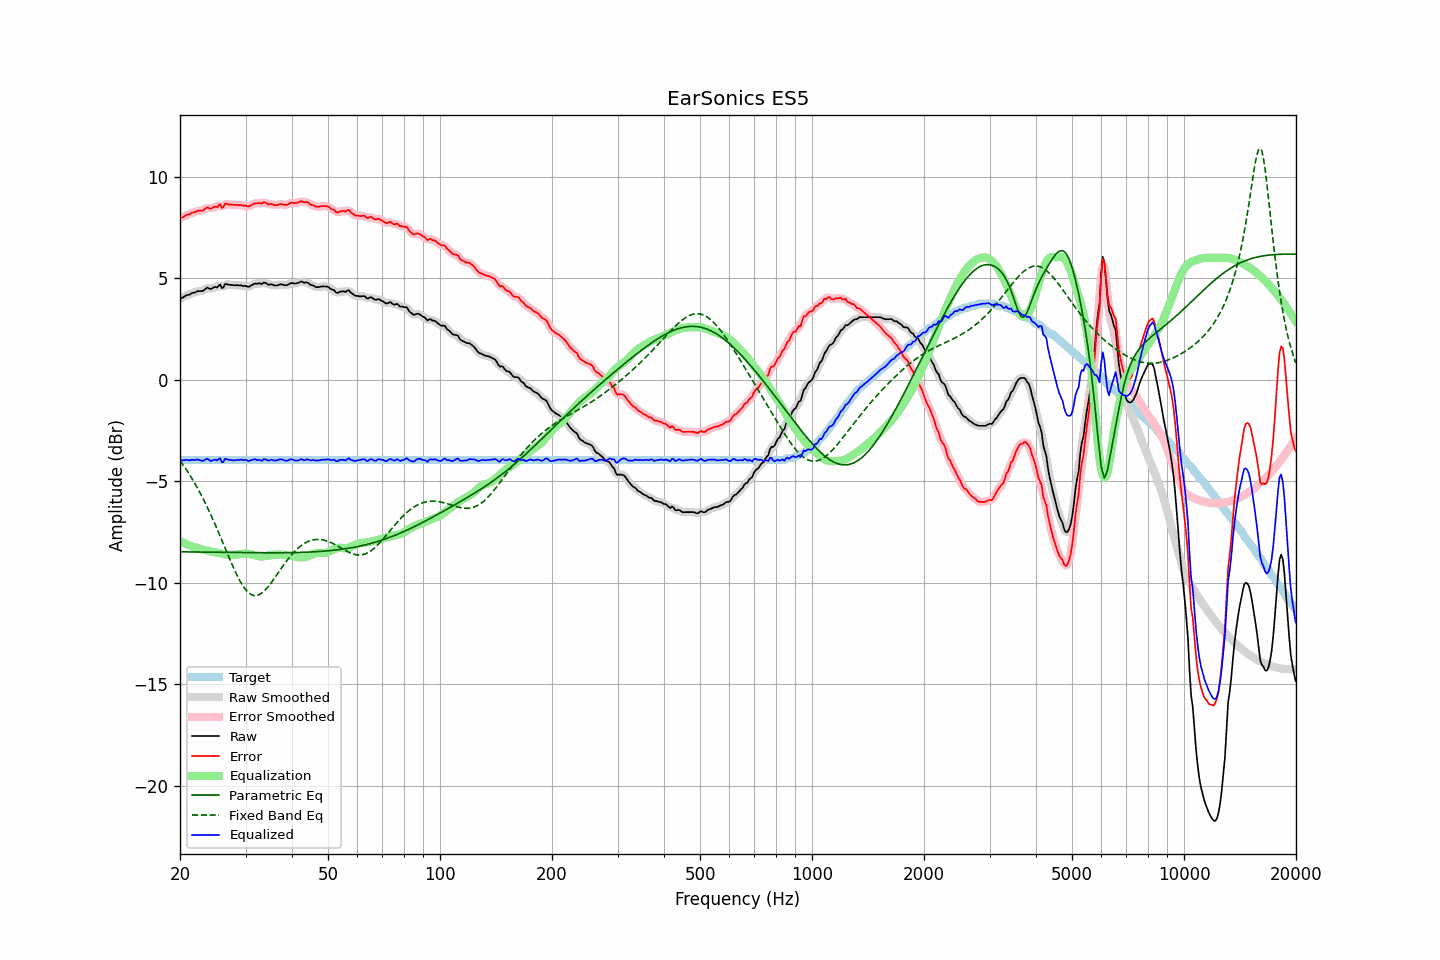 EarSonics ES5
Amplitude (dBr)
10
5
0
−5
−10
−15
−20
Target
Raw Smoothed
Error Smoothed
Raw
Error
Equalization
Parametric Eq
Fixed Band Eq
Equalized
20 50 100 200 500 1000 2000 5000 10000 20000
Frequency (Hz)